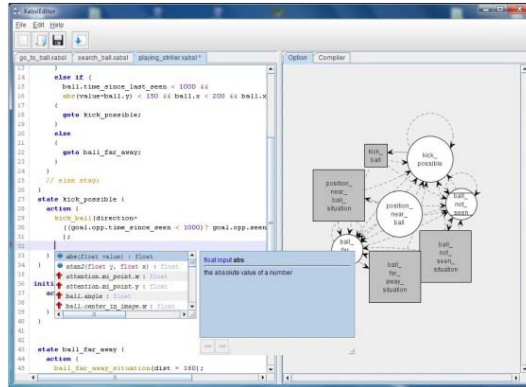 XabslEditor
File Edit Help
go_to_ball.xabsl search_ball.xabsl playing_striker.xabsl *
Option Compiler
13 }
14 else if (
15 ball.time_since_last_seen < 1000 &&
16 abs(value=ball.y) < 150 && ball.x < 200 && ball.x
17 {
18 goto kick_possible;
19 }
20 else
21 {
22 goto ball_far_away;
23 }
24 }
25 // else stay;
26 }
27 state kick_possible {
28 action {
29 kick_ball(direction=
30 ((goal.opp.time_since_seen < 1000)? goal.opp.seen
31 );
32
33 }
34 }
36 initi
37 ac
40 }
43 state ball_far_away {
44 action {
45 ball_far_away_situation(dist = 160);
abs(float value) : float
atan2(float y, float x) : float
attention.mi_point.x : float
attention.mi_point.y : float
ball.angle : float
ball.center_in_image.x : float
float input abs
the absolute value of a number
kick_
ball
kick_
possible
position_
near_
ball_
situation
position_
near_
ball
ball_
not_
seen
ball_
far_
ball_
far_
away_
situation
ball_
not_
seen_
situation